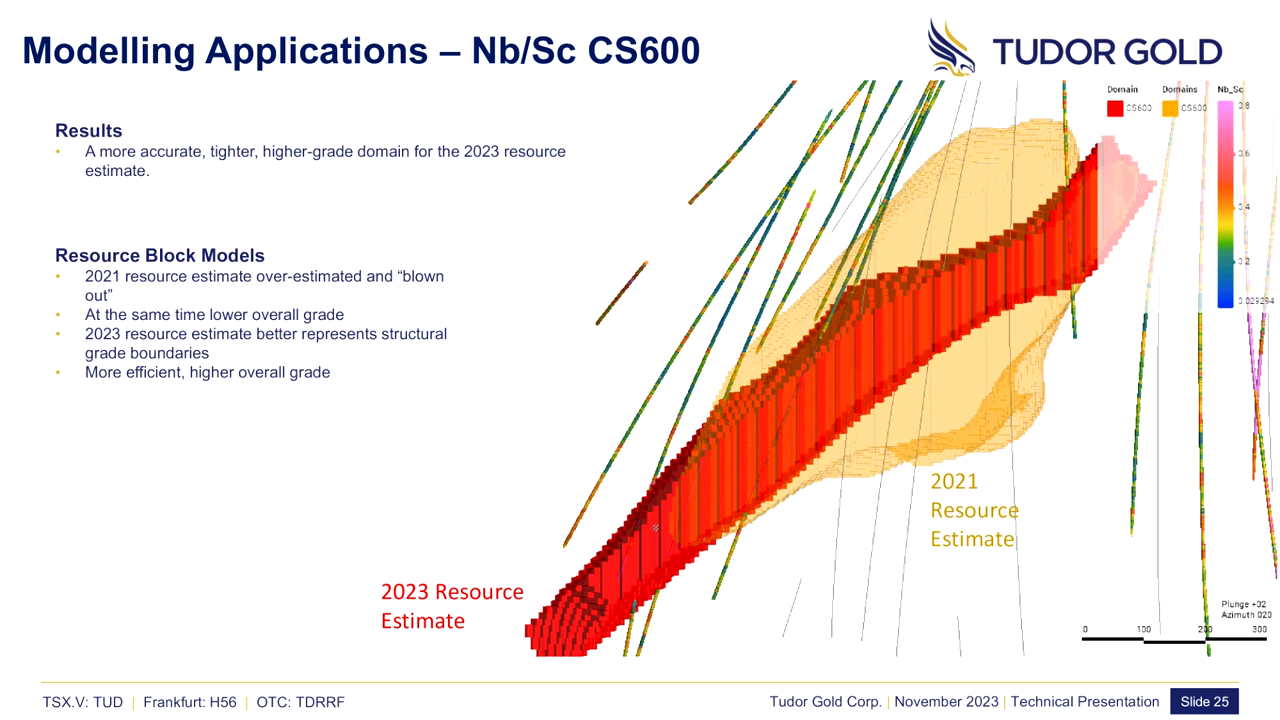 Modelling Applications – Nb/Sc CS600
TUDOR GOLD
Results
• A more accurate, tighter, higher-grade domain for the 2023 resource
estimate.
Resource Block Models
• 2021 resource estimate over-estimated and “blown
out”
• At the same time lower overall grade
• 2023 resource estimate better represents structural
grade boundaries
• More efficient, higher overall grade
Domain
CS600
Domains
CS600
Nb_Sc
0.8
0.6
0.4
0.2
2021
Resource
Estimate
2023 Resource
Estimate
Plunge +02
Azimuth 020
0 100 200 300
TSX.V: TUD | Frankfurt: H56 | OTC: TDRRF
Tudor Gold Corp. | November 2023 | Technical Presentation
Slide 25